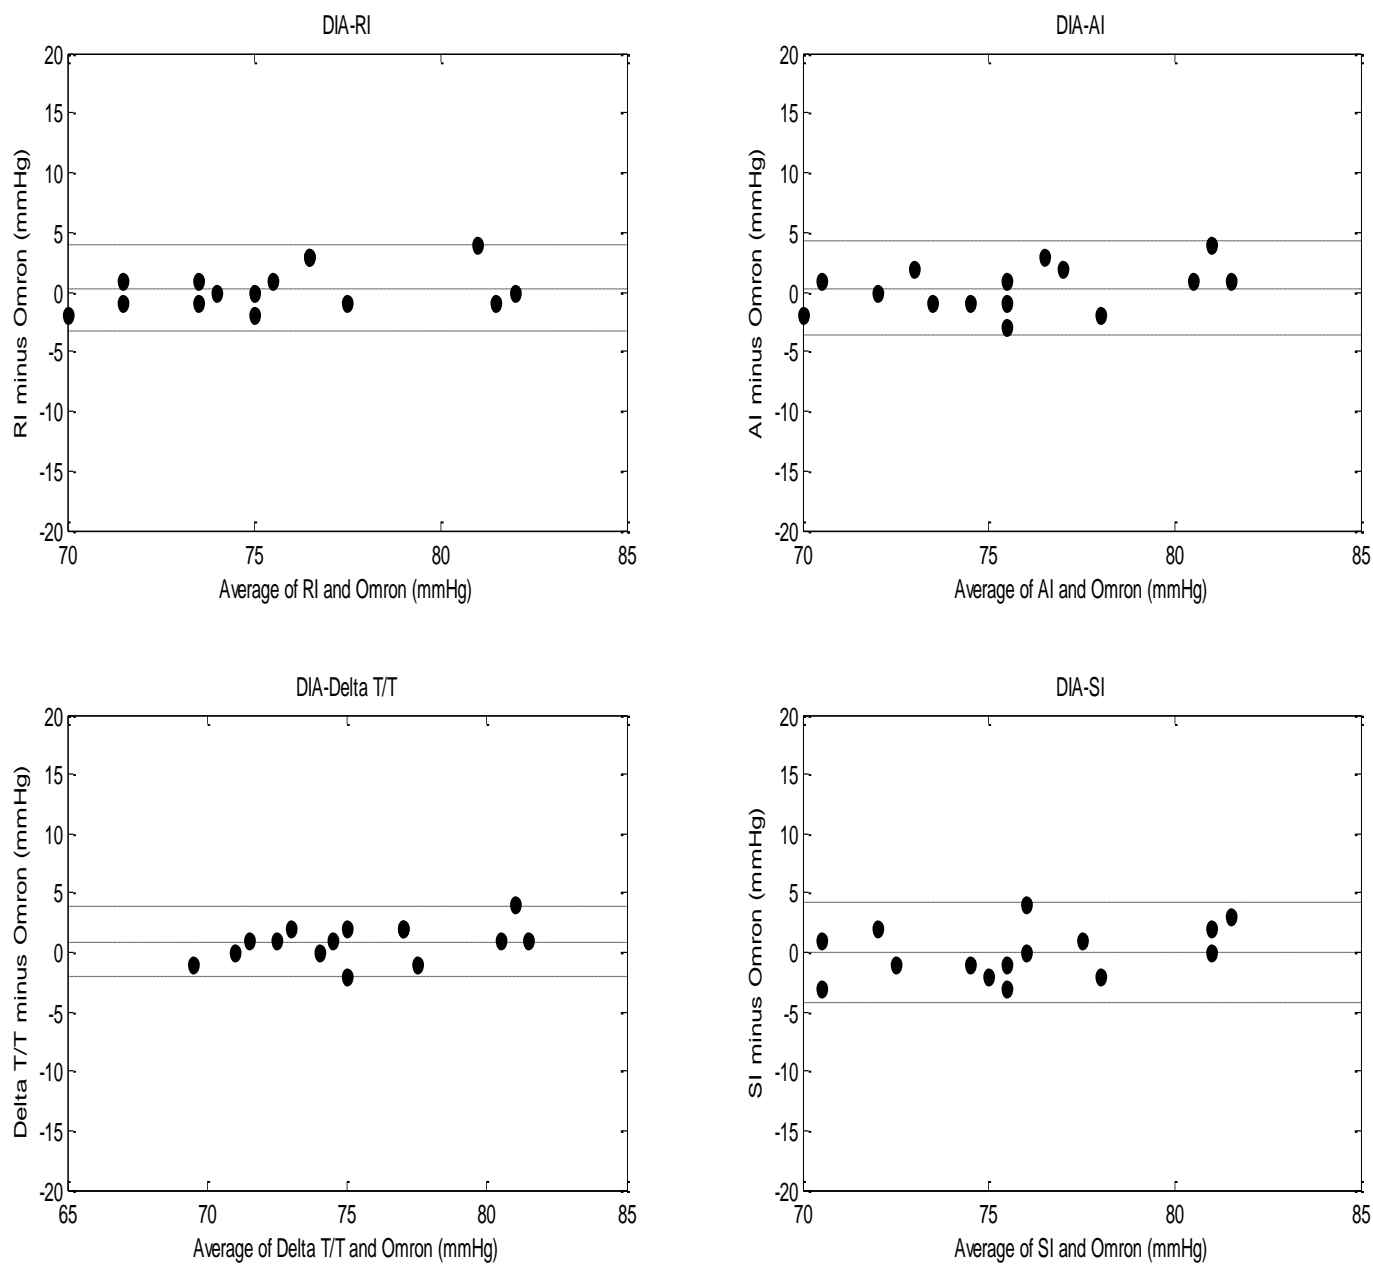 DIA-RI
20
15
10
5
0
-5
-10
-15
-20
70 75 80 85
RI minus Omron (mmHg)
Average of RI and Omron (mmHg)
DIA-AI
20
15
10
5
0
-5
-10
-15
-20
70 75 80 85
AI minus Omron (mmHg)
Average of AI and Omron (mmHg)
DIA-Delta T/T
20
15
10
5
0
-5
-10
-15
-20
65 70 75 80 85
Delta T/T minus Omron (mmHg)
Average of Delta T/T and Omron (mmHg)
DIA-SI
20
15
10
5
0
-5
-10
-15
-20
70 75 80 85
SI minus Omron (mmHg)
Average of SI and Omron (mmHg)